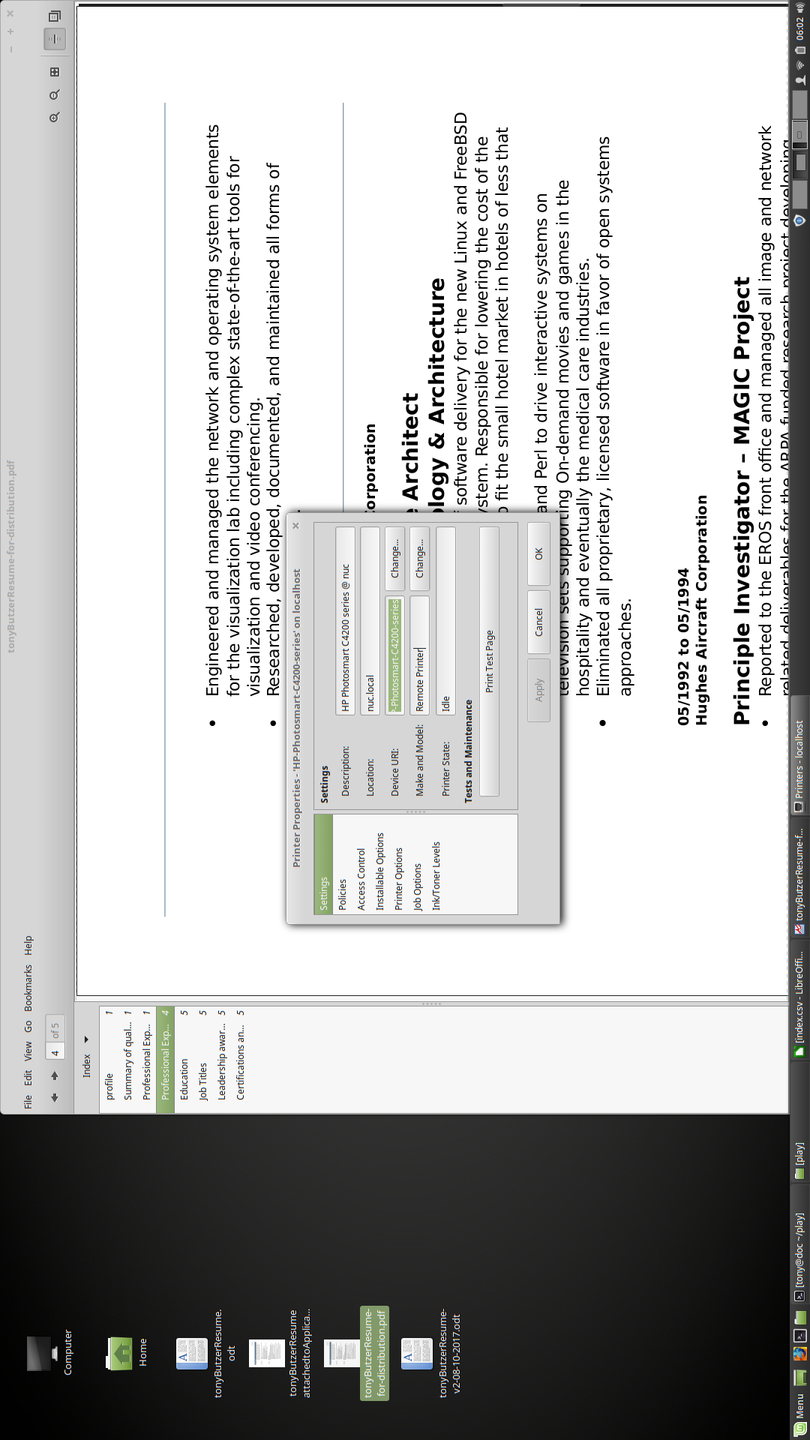 Computer
Home
tonyButzerResume.
odt
tonyButzerResume
attachedtoApplica...
tonyButzerResume-
for-distribution.pdf
tonyButzerResume-
v2-08-10-2017.odt
tonyButzerResume-for-distribution.pdf
File Edit View Go Bookmarks Help
4 of 5
Index
profile 1
Summary of qual... 1
Professional Exp... 1
Professional Exp... 4
Education 5
Job Titles 5
Leadership awar... 5
Certifications an... 5
• Engineered and managed the network and operating system elements
for the visualization lab including complex state-of-the-art tools for
visualization and video conferencing.
• Researched, developed, documented, and maintained all forms of
orporation
e Architect
ology & Architecture
software delivery for the new Linux and FreeBSD
ystem. Responsible for lowering the cost of the
o fit the small hotel market in hotels of less that
and Perl to drive interactive systems on
television sets supporting On-demand movies and games in the
hospitality and eventually the medical care industries.
• Eliminated all proprietary, licensed software in favor of open systems
approaches.
05/1992 to 05/1994
Hughes Aircraft Corporation
Principle Investigator – MAGIC Project
• Reported to the EROS front office and managed all image and network
related deliverables for the ARPA funded research project developing
Printer Properties - 'HP-Photosmart-C4200-series' on localhost
Settings
Policies
Access Control
Installable Options
Printer Options
Job Options
Ink/Toner Levels
Settings
Description: HP Photosmart C4200 series @ nuc
Location: nuc.local
Device URI: -Photosmart-C4200-series Change...
Make and Model: Remote Printer Change...
Printer State: Idle
Tests and Maintenance
Print Test Page
Apply Cancel OK
Menu [tony@doc ~/play] [play] [index.csv - LibreOffi... tonyButzerResume-f... Printers - localhost 06:02